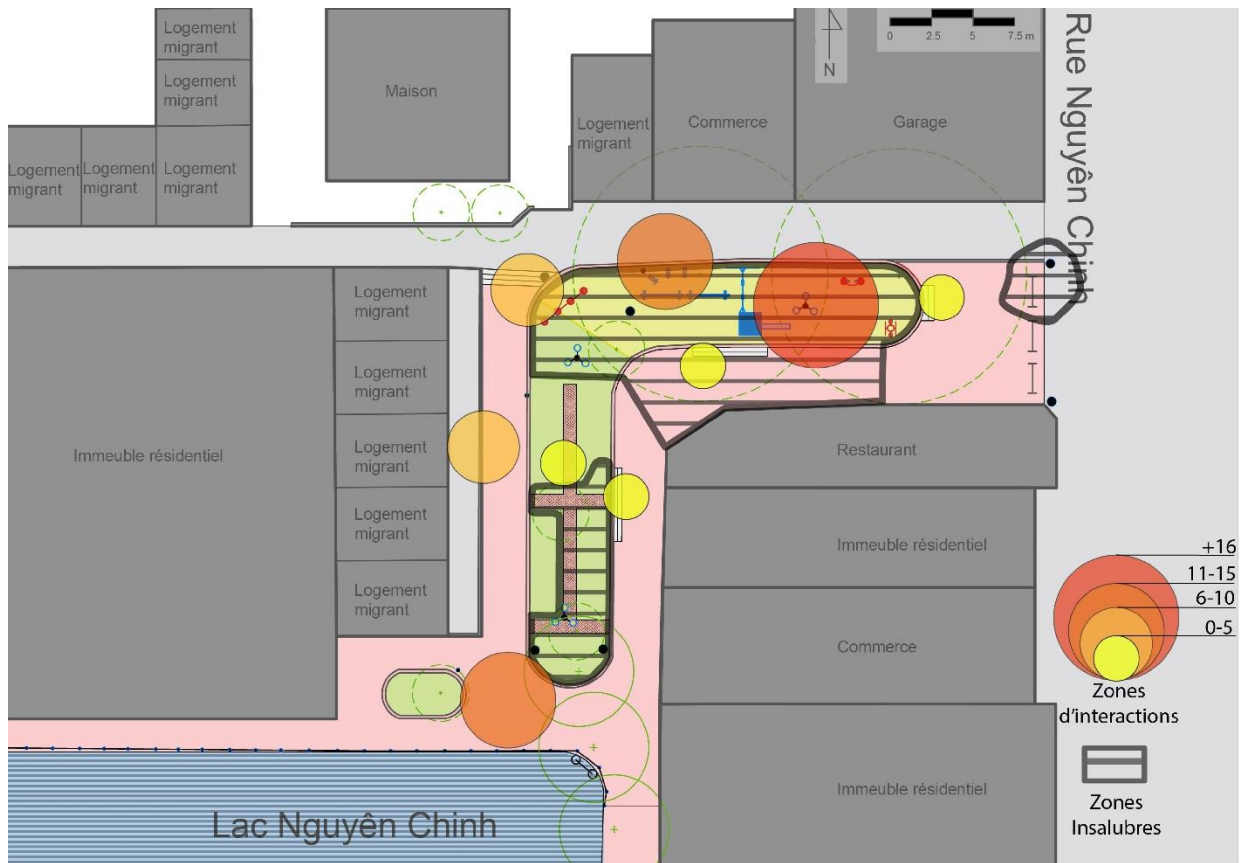 Logement
migrant
Logement
migrant
Logement
migrant
Logement
migrant
Logement
migrant
Maison
Logement
migrant
Commerce
Garage
N
0 2.5 5 7.5 m
Rue Nguyên Chinh
Logement
migrant
Logement
migrant
Logement
migrant
Logement
migrant
Logement
migrant
Immeuble résidentiel
Restaurant
Immeuble résidentiel
Commerce
Immeuble résidentiel
Lac Nguyên Chinh
+16
11-15
6-10
0-5
Zones
d'interactions
Zones
Insalubres